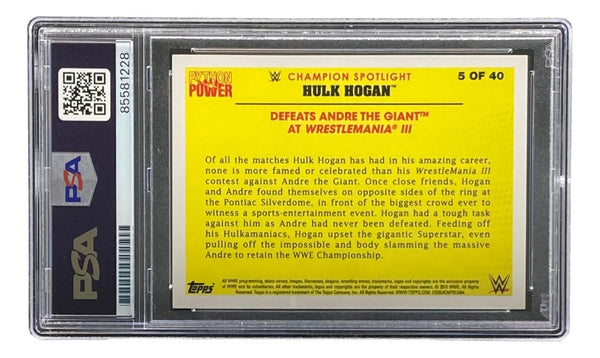 PYTHON
POWER
CHAMPION SPOTLIGHT
HULK HOGAN™
5 OF 40
DEFEATS ANDRE THE GIANT™
AT WRESTLEMANIA® III
Of all the matches Hulk Hogan has had in his amazing career,
none is more famed or celebrated than his WrestleMania III
contest against Andre the Giant. Once close friends, Hogan
and Andre found themselves on opposite sides of the ring at
the Pontiac Silverdome, in front of the biggest crowd ever to
witness a sports-entertainment event. Hogan had a tough task
against him as Andre had never been defeated. Feeding off
his Hulkamaniacs, Hogan upset the gigantic Superstar, even
pulling off the impossible and body slamming the massive
Andre to retain the WWE Championship.
Topps
W
PSA
PSA
85581228